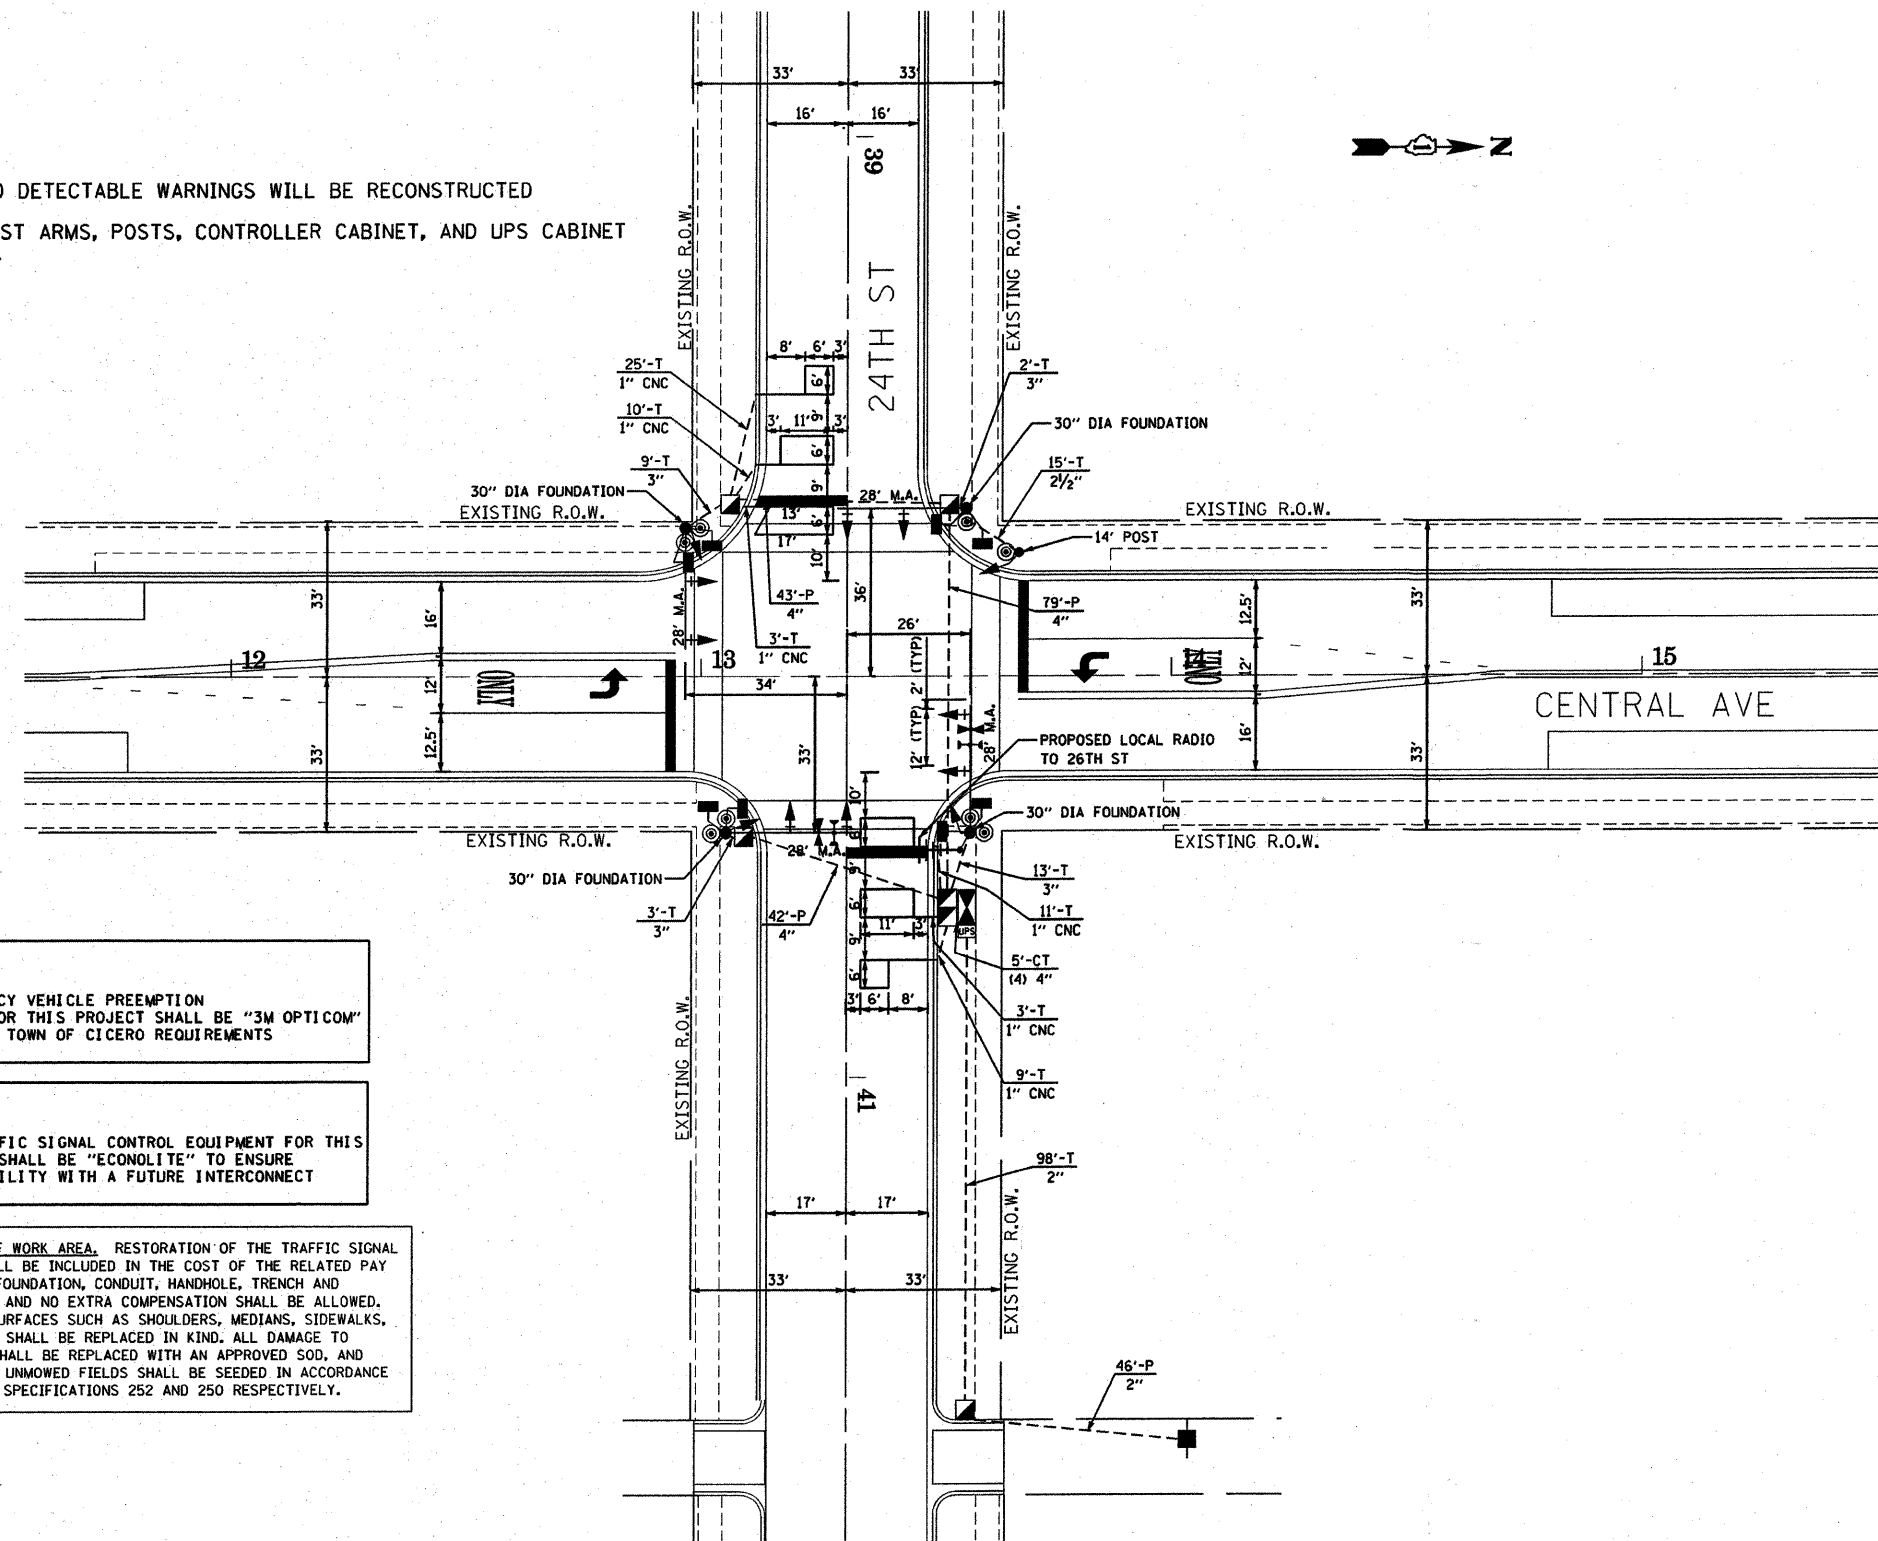 33' 33'
16' 16'
39
N
DETECTABLE WARNINGS WILL BE RECONSTRUCTED
ST ARMS, POSTS, CONTROLLER CABINET, AND UPS CABINET
EXISTING R.O.W.
EXISTING R.O.W.
24TH ST
8' 6' 3'
25'-T
1" CNC
6'
2'-T
3"
10'-T
1" CNC
9'
3' 11' 3'
30" DIA FOUNDATION
6'
9'-T
3"
15'-T
2½"
9'
30" DIA FOUNDATION
28' M.A.
EXISTING R.O.W.
EXISTING R.O.W.
13'
6'
17'
14' POST
10'
33'
16'
28' M.A.
43'-P
4"
36'
79'-P
4"
12.5'
33'
26'
3'-T
1" CNC
12
13
14
15
ONLY
12'
34'
2' (TYP)
12'
ONLY
CENTRAL AVE
33'
12.5'
33'
12' (TYP)
28' M.A.
16'
33'
PROPOSED LOCAL RADIO
TO 26TH ST
10'
30" DIA FOUNDATION
EXISTING R.O.W.
EXISTING R.O.W.
6'
28' M.A.
30" DIA FOUNDATION
9'
13'-T
3"
3'-T
3"
42'-P
4"
6'
11' 3'
11'-T
1" CNC
UPS
9'
5'-CT
(4) 4"
6'
3' 6' 8'
3'-T
1" CNC
CY VEHICLE PREEMPTION
OR THIS PROJECT SHALL BE "3M OPTICOM"
TOWN OF CICERO REQUIREMENTS
EXISTING R.O.W.
9'-T
1" CNC
41
FIC SIGNAL CONTROL EQUIPMENT FOR THIS
SHALL BE "ECONOLITE" TO ENSURE
ILITY WITH A FUTURE INTERCONNECT
98'-T
2"
17' 17'
EXISTING R.O.W.
33' 33'
WORK AREA. RESTORATION OF THE TRAFFIC SIGNAL
LL BE INCLUDED IN THE COST OF THE RELATED PAY
FOUNDATION, CONDUIT, HANDHOLE, TRENCH AND
AND NO EXTRA COMPENSATION SHALL BE ALLOWED.
URFACES SUCH AS SHOULDERS, MEDIANS, SIDEWALKS,
SHALL BE REPLACED IN KIND. ALL DAMAGE TO
HALL BE REPLACED WITH AN APPROVED SOD, AND
UNMOWED FIELDS SHALL BE SEEDED IN ACCORDANCE
SPECIFICATIONS 252 AND 250 RESPECTIVELY.
46'-P
2"